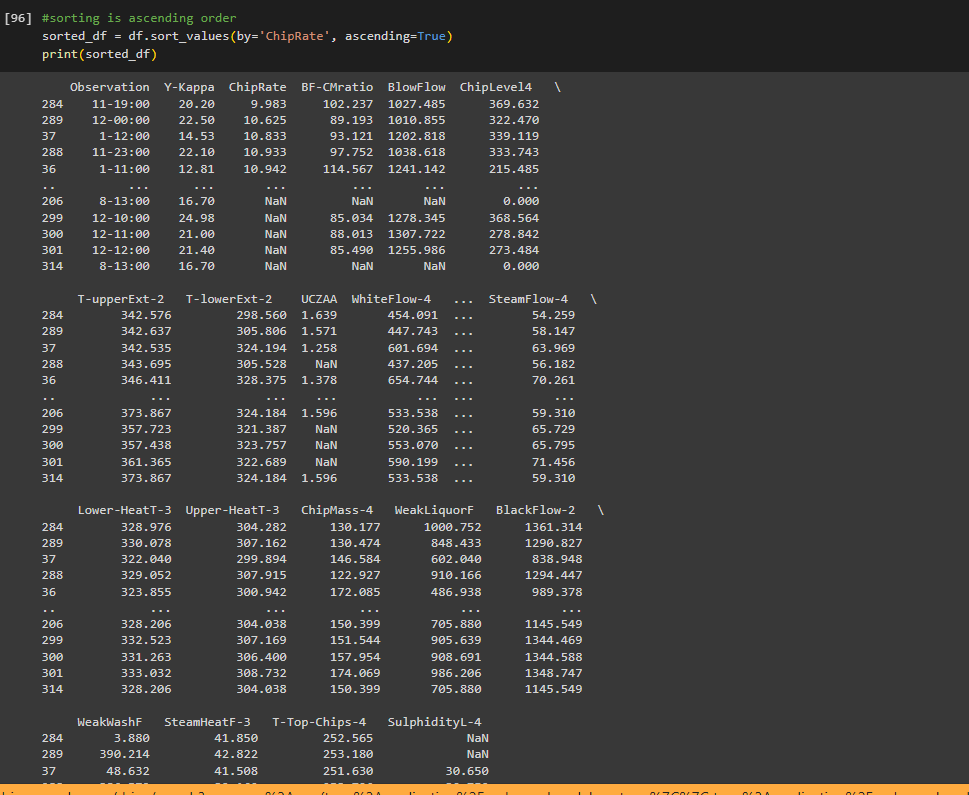 [96] #sorting is ascending order
sorted_df = df.sort_values(by='ChipRate', ascending=True)
print(sorted_df)
Observation Y-Kappa ChipRate BF-CMratio BlowFlow ChipLevel4 \
284 11-19:00 20.20 9.983 102.237 1027.485 369.632
289 12-00:00 22.50 10.625 89.193 1010.855 322.470
37 1-12:00 14.53 10.833 93.121 1202.818 339.119
288 11-23:00 22.10 10.933 97.752 1038.618 333.743
36 1-11:00 12.81 10.942 114.567 1241.142 215.485
.. ... ... ... ... ... ...
206 8-13:00 16.70 NaN NaN NaN 0.000
299 12-10:00 24.98 NaN 85.034 1278.345 368.564
300 12-11:00 21.00 NaN 88.013 1307.722 278.842
301 12-12:00 21.40 NaN 85.490 1255.986 273.484
314 8-13:00 16.70 NaN NaN NaN 0.000
T-upperExt-2 T-lowerExt-2 UCZAA WhiteFlow-4 ... SteamFlow-4 \
284 342.576 298.560 1.639 454.091 ... 54.259
289 342.637 305.806 1.571 447.743 ... 58.147
37 342.535 324.194 1.258 601.694 ... 63.969
288 343.695 305.528 NaN 437.205 ... 56.182
36 346.411 328.375 1.378 654.744 ... 70.261
.. ... ... ... ... ... ...
206 373.867 324.184 1.596 533.538 ... 59.310
299 357.723 321.387 NaN 520.365 ... 65.729
300 357.438 323.757 NaN 553.070 ... 65.795
301 361.365 322.689 NaN 590.199 ... 71.456
314 373.867 324.184 1.596 533.538 ... 59.310
Lower-HeatT-3 Upper-HeatT-3 ChipMass-4 WeakLiquorF BlackFlow-2 \
284 328.976 304.282 130.177 1000.752 1361.314
289 330.078 307.162 130.474 848.433 1290.827
37 322.040 299.894 146.584 602.040 838.948
288 329.052 307.915 122.927 910.166 1294.447
36 323.855 300.942 172.085 486.938 989.378
.. ... ... ... ... ...
206 328.206 304.038 150.399 705.880 1145.549
299 332.523 307.169 151.544 905.639 1344.469
300 331.263 306.400 157.954 908.691 1344.588
301 333.032 308.732 174.069 986.206 1348.747
314 328.206 304.038 150.399 705.880 1145.549
WeakWashF SteamHeatF-3 T-Top-Chips-4 SulphidityL-4
284 3.880 41.850 252.565 NaN
289 390.214 42.822 253.180 NaN
37 48.632 41.508 251.630 30.650